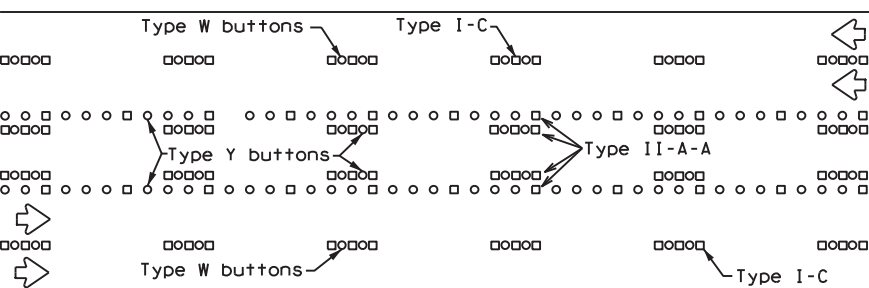 Type W buttons
Type I-C
Type Y buttons
Type II-A-A
Type W buttons
Type I-C